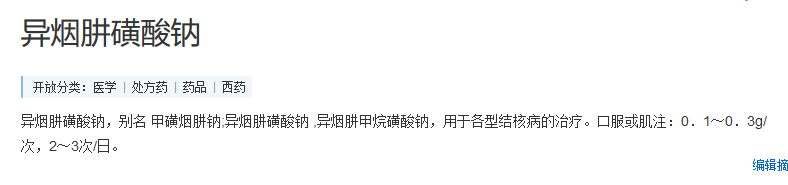 异烟肼磺酸钠
开放分类：医学 | 处方药 | 药品 | 西药
异烟肼磺酸钠，别名 甲磺烟肼钠;异烟肼磺酸钠 ,异烟肼甲烷磺酸钠，用于各型结核病的治疗。口服或肌注：0．1～0．3g/
次，2～3次/日。
编辑摘